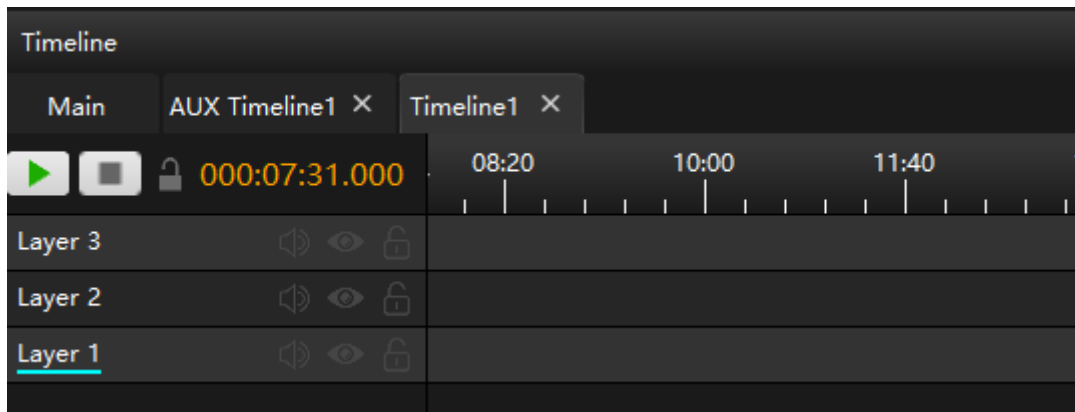 Timeline
Main AUX Timeline1 Timeline1
000:07:31.000 08:20 10:00 11:40
Layer 3
Layer 2
Layer 1